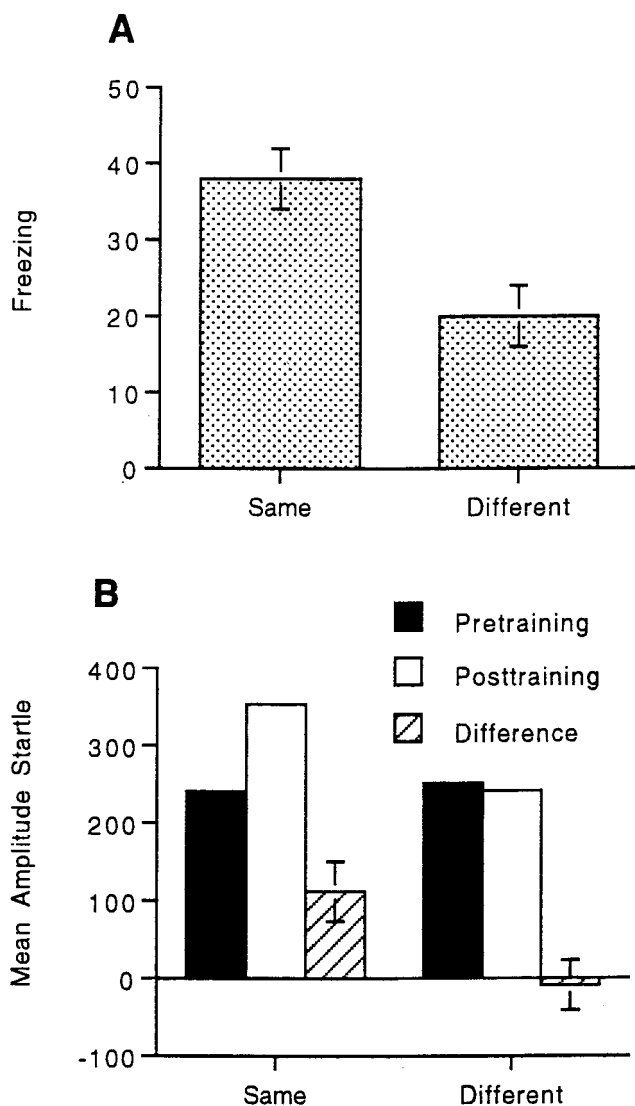 A
50
40
30
20
10
0
Freezing
Same Different
B
Pretraining
Posttraining
Difference
400
300
200
100
0
-100
Mean Amplitude Startle
Same Different